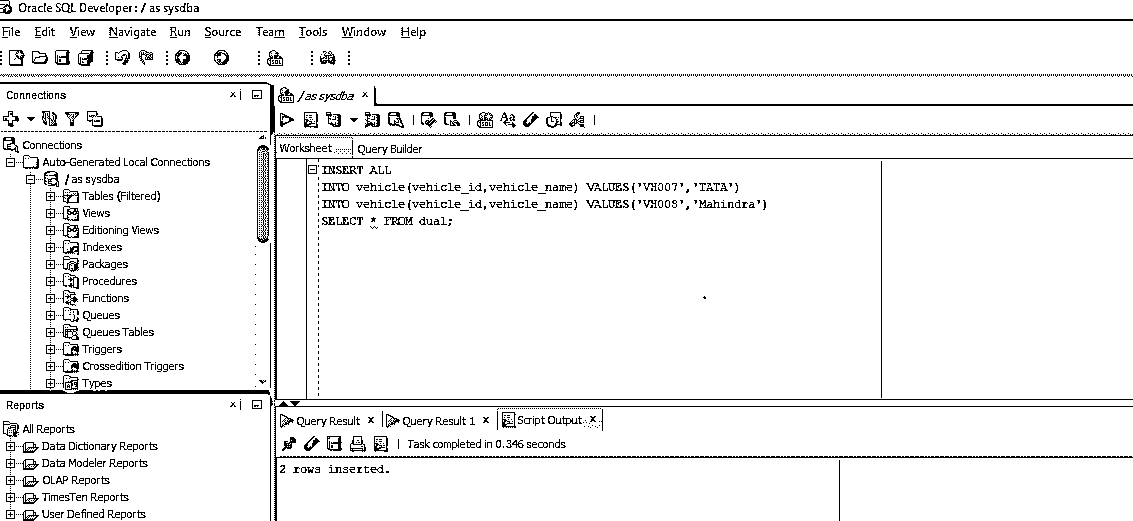 Oracle SQL Developer : / as sysdba
File Edit View Navigate Run Source Team Tools Window Help
Connections
Connections
Auto-Generated Local Connections
/ as sysdba
Tables (Filtered)
Views
Editioning Views
Indexes
Packages
Procedures
Functions
Queues
Queues Tables
Triggers
Crossedition Triggers
Types
Reports
All Reports
Data Dictionary Reports
Data Modeler Reports
OLAP Reports
TimesTen Reports
User Defined Reports
/ as sysdba
Worksheet Query Builder
INSERT ALL
INTO vehicle(vehicle_id,vehicle_name) VALUES('VH007','TATA')
INTO vehicle(vehicle_id,vehicle_name) VALUES('VH008','Mahindra')
SELECT * FROM dual;
Query Result Query Result 1 Script Output
Task completed in 0.346 seconds
2 rows inserted.